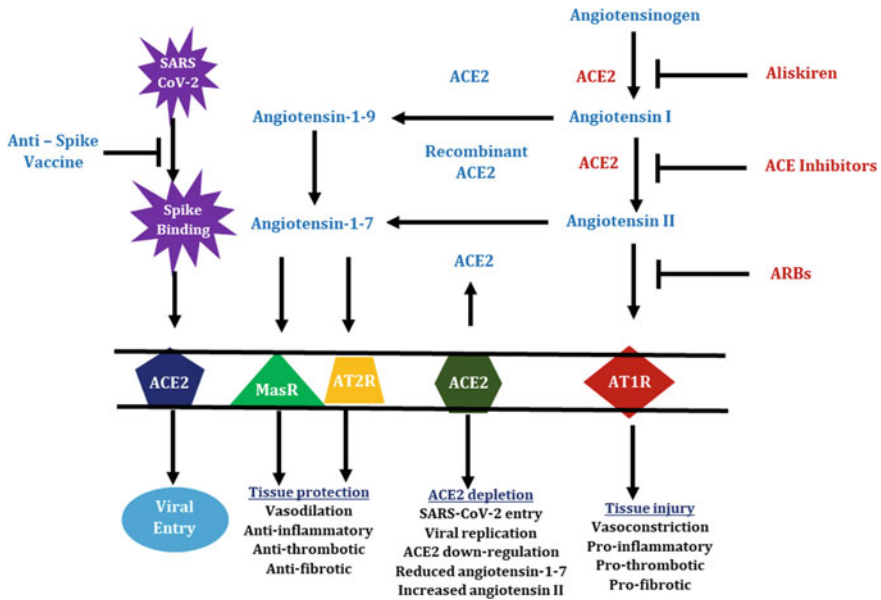 Angiotensinogen
SARS
CoV-2
ACE2
ACE2
Aliskiren
Angiotensin-1-9
Angiotensin I
Anti – Spike
Vaccine
Recombinant
ACE2
ACE2
ACE Inhibitors
Spike
Binding
Angiotensin-1-7
Angiotensin II
ACE2
ARBs
ACE2
MasR
AT2R
ACE2
AT1R
Viral
Entry
Tissue protection
Vasodilation
Anti-inflammatory
Anti-thrombotic
Anti-fibrotic
ACE2 depletion
SARS-CoV-2 entry
Viral replication
ACE2 down-regulation
Reduced angiotensin-1-7
Increased angiotensin II
Tissue injury
Vasoconstriction
Pro-inflammatory
Pro-thrombotic
Pro-fibrotic